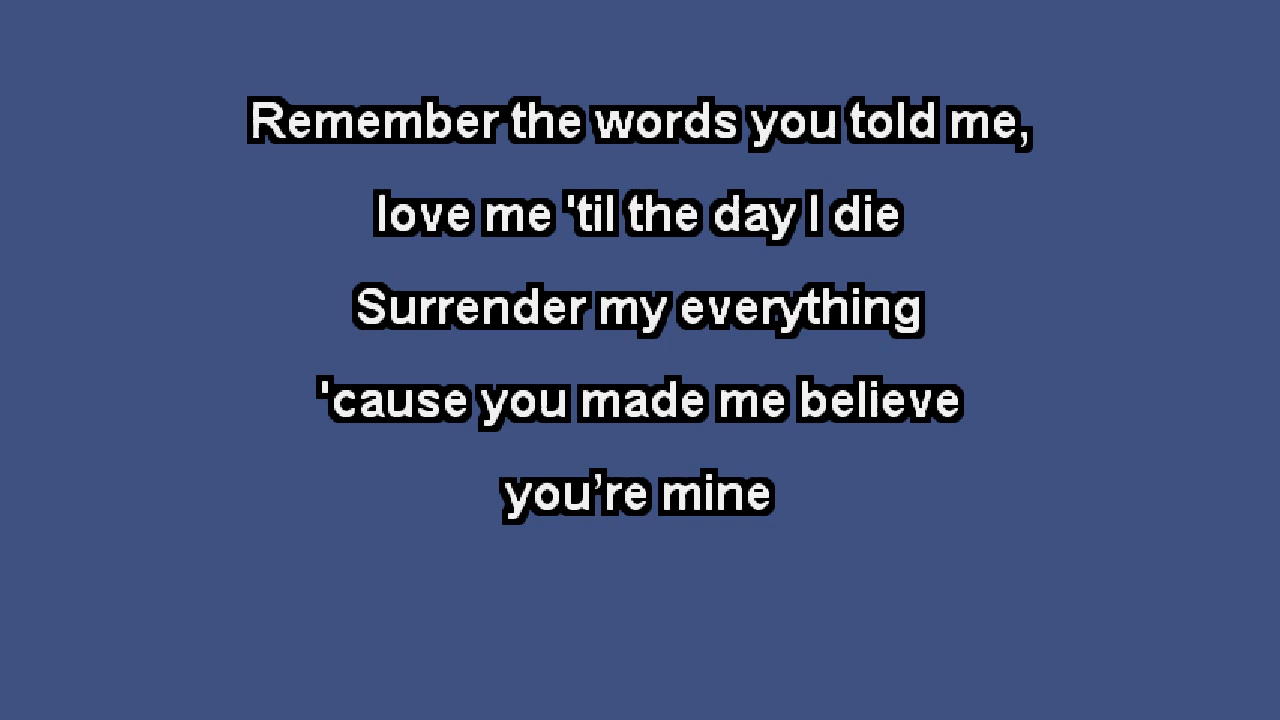 Remember the words you told me,
love me 'til the day I die
Surrender my everything
'cause you made me believe
you’re mine